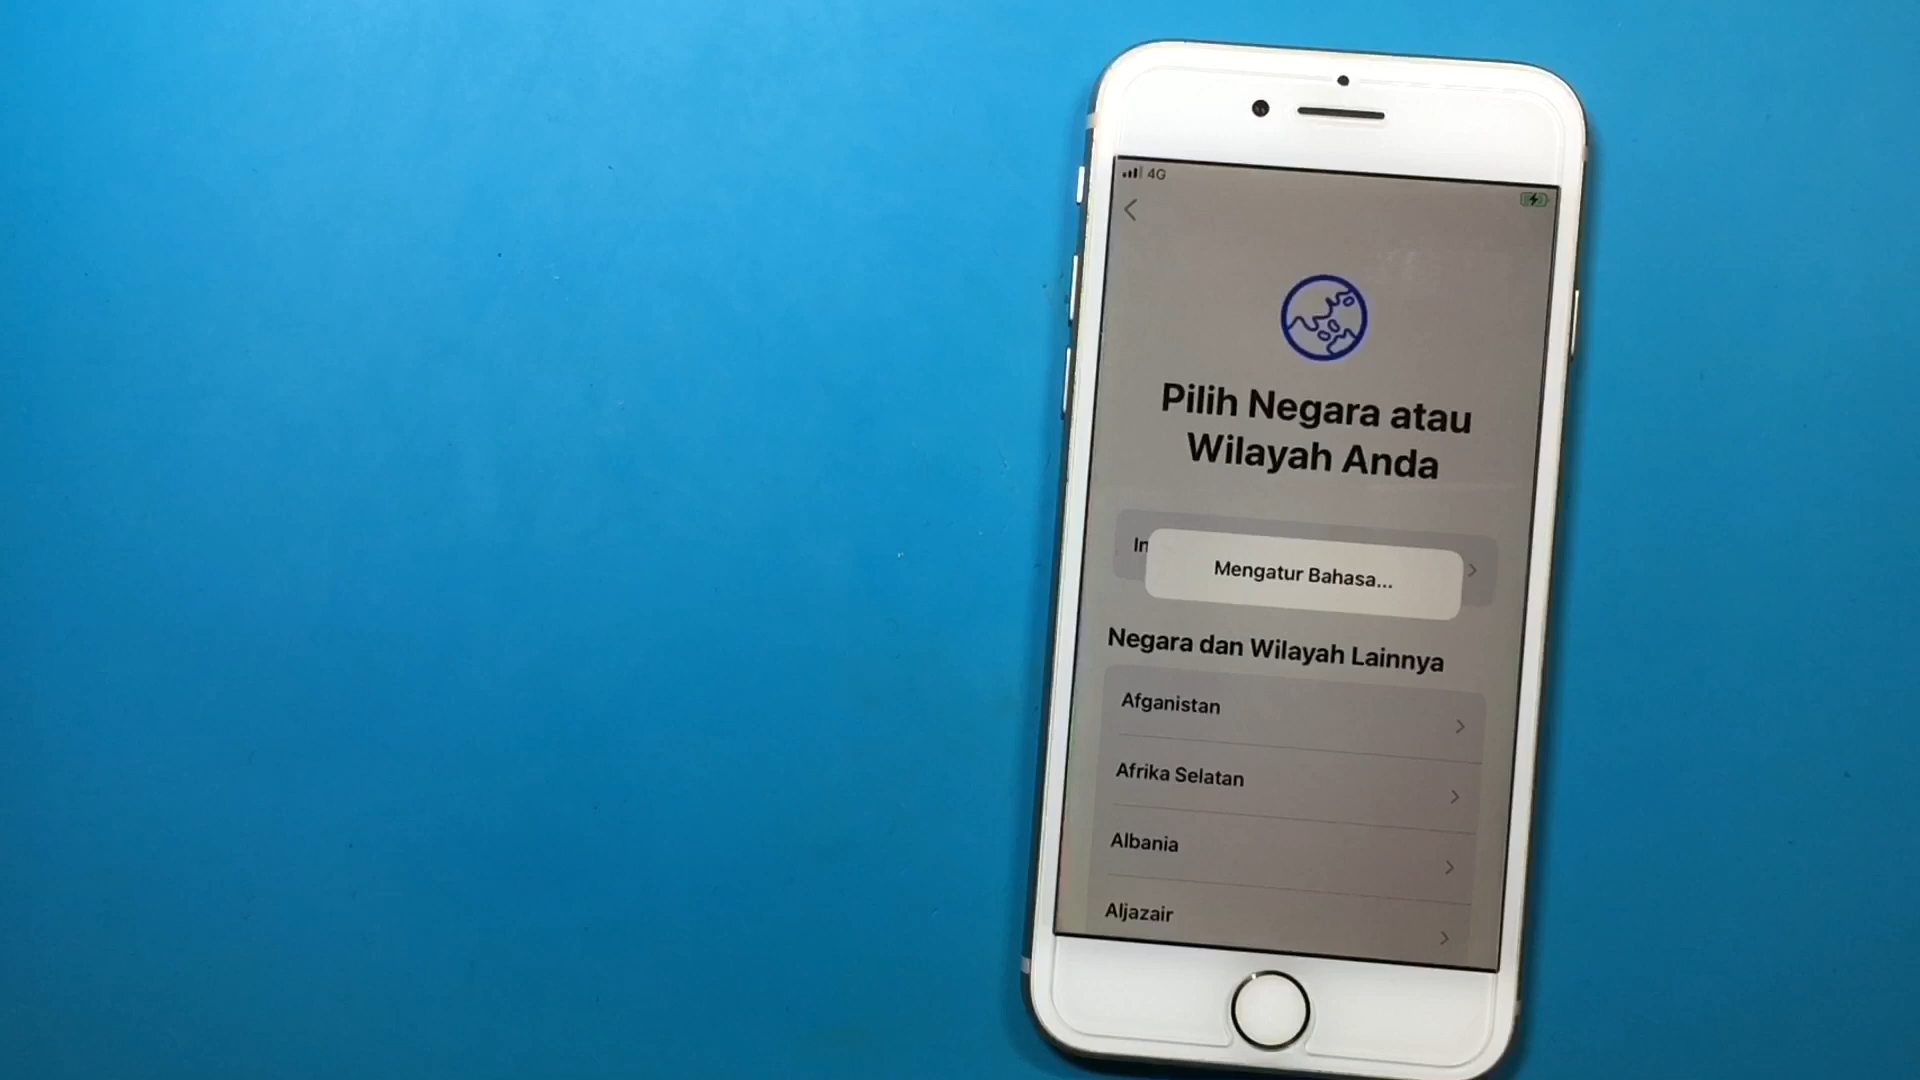 4G
Pilih Negara atau
Wilayah Anda
Mengatur Bahasa...
Negara dan Wilayah Lainnya
Afganistan
Afrika Selatan
Albania
Aljazair